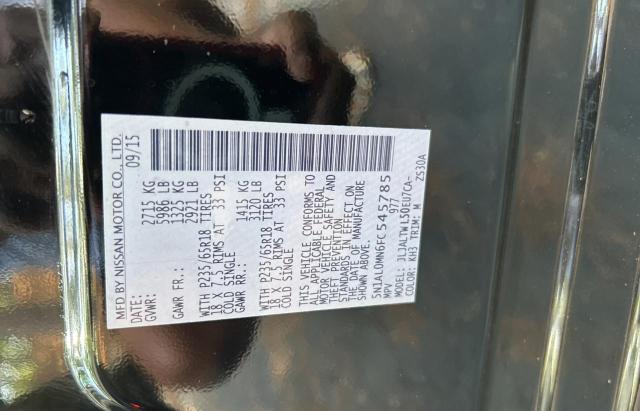 MFD BY NISSAN MOTOR CO., LTD.
DATE: 09/15
GVWR: 2715 KG
5986 LB
GAWR FR.: 1325 KG
2921 LB
WITH P235/65R18 TIRES
18 X 7.5 RIMS AT 33 PSI
COLD SINGLE
GAWR RR.: 1415 KG
3120 LB
WITH P235/65R18 TIRES
18 X 7.5 RIMS AT 33 PSI
COLD SINGLE
THIS VEHICLE CONFORMS TO
ALL APPLICABLE FEDERAL
MOTOR VEHICLE SAFETY AND
THEFT PREVENTION
STANDARDS IN EFFECT ON
THE DATE OF MANUFACTURE
SHOWN ABOVE.
5N1AL0MN6FC545785
MPV 977
MODEL: JLJALTWL50EU7CA-
COLOR: KH3 TRIM: M ZS30A